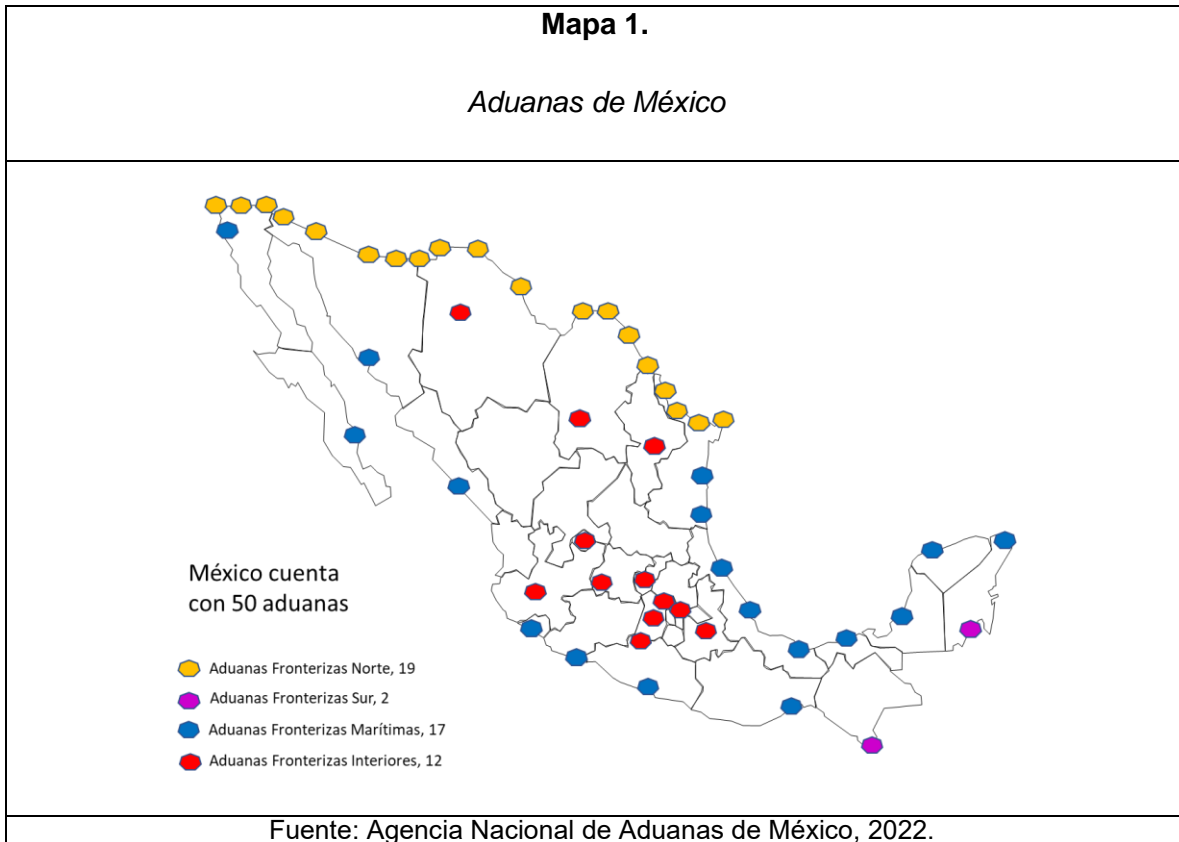 Mapa 1.
Aduanas de México
México cuenta
con 50 aduanas
Aduanas Fronterizas Norte, 19
Aduanas Fronterizas Sur, 2
Aduanas Fronterizas Marítimas, 17
Aduanas Fronterizas Interiores, 12
Fuente: Agencia Nacional de Aduanas de México, 2022.